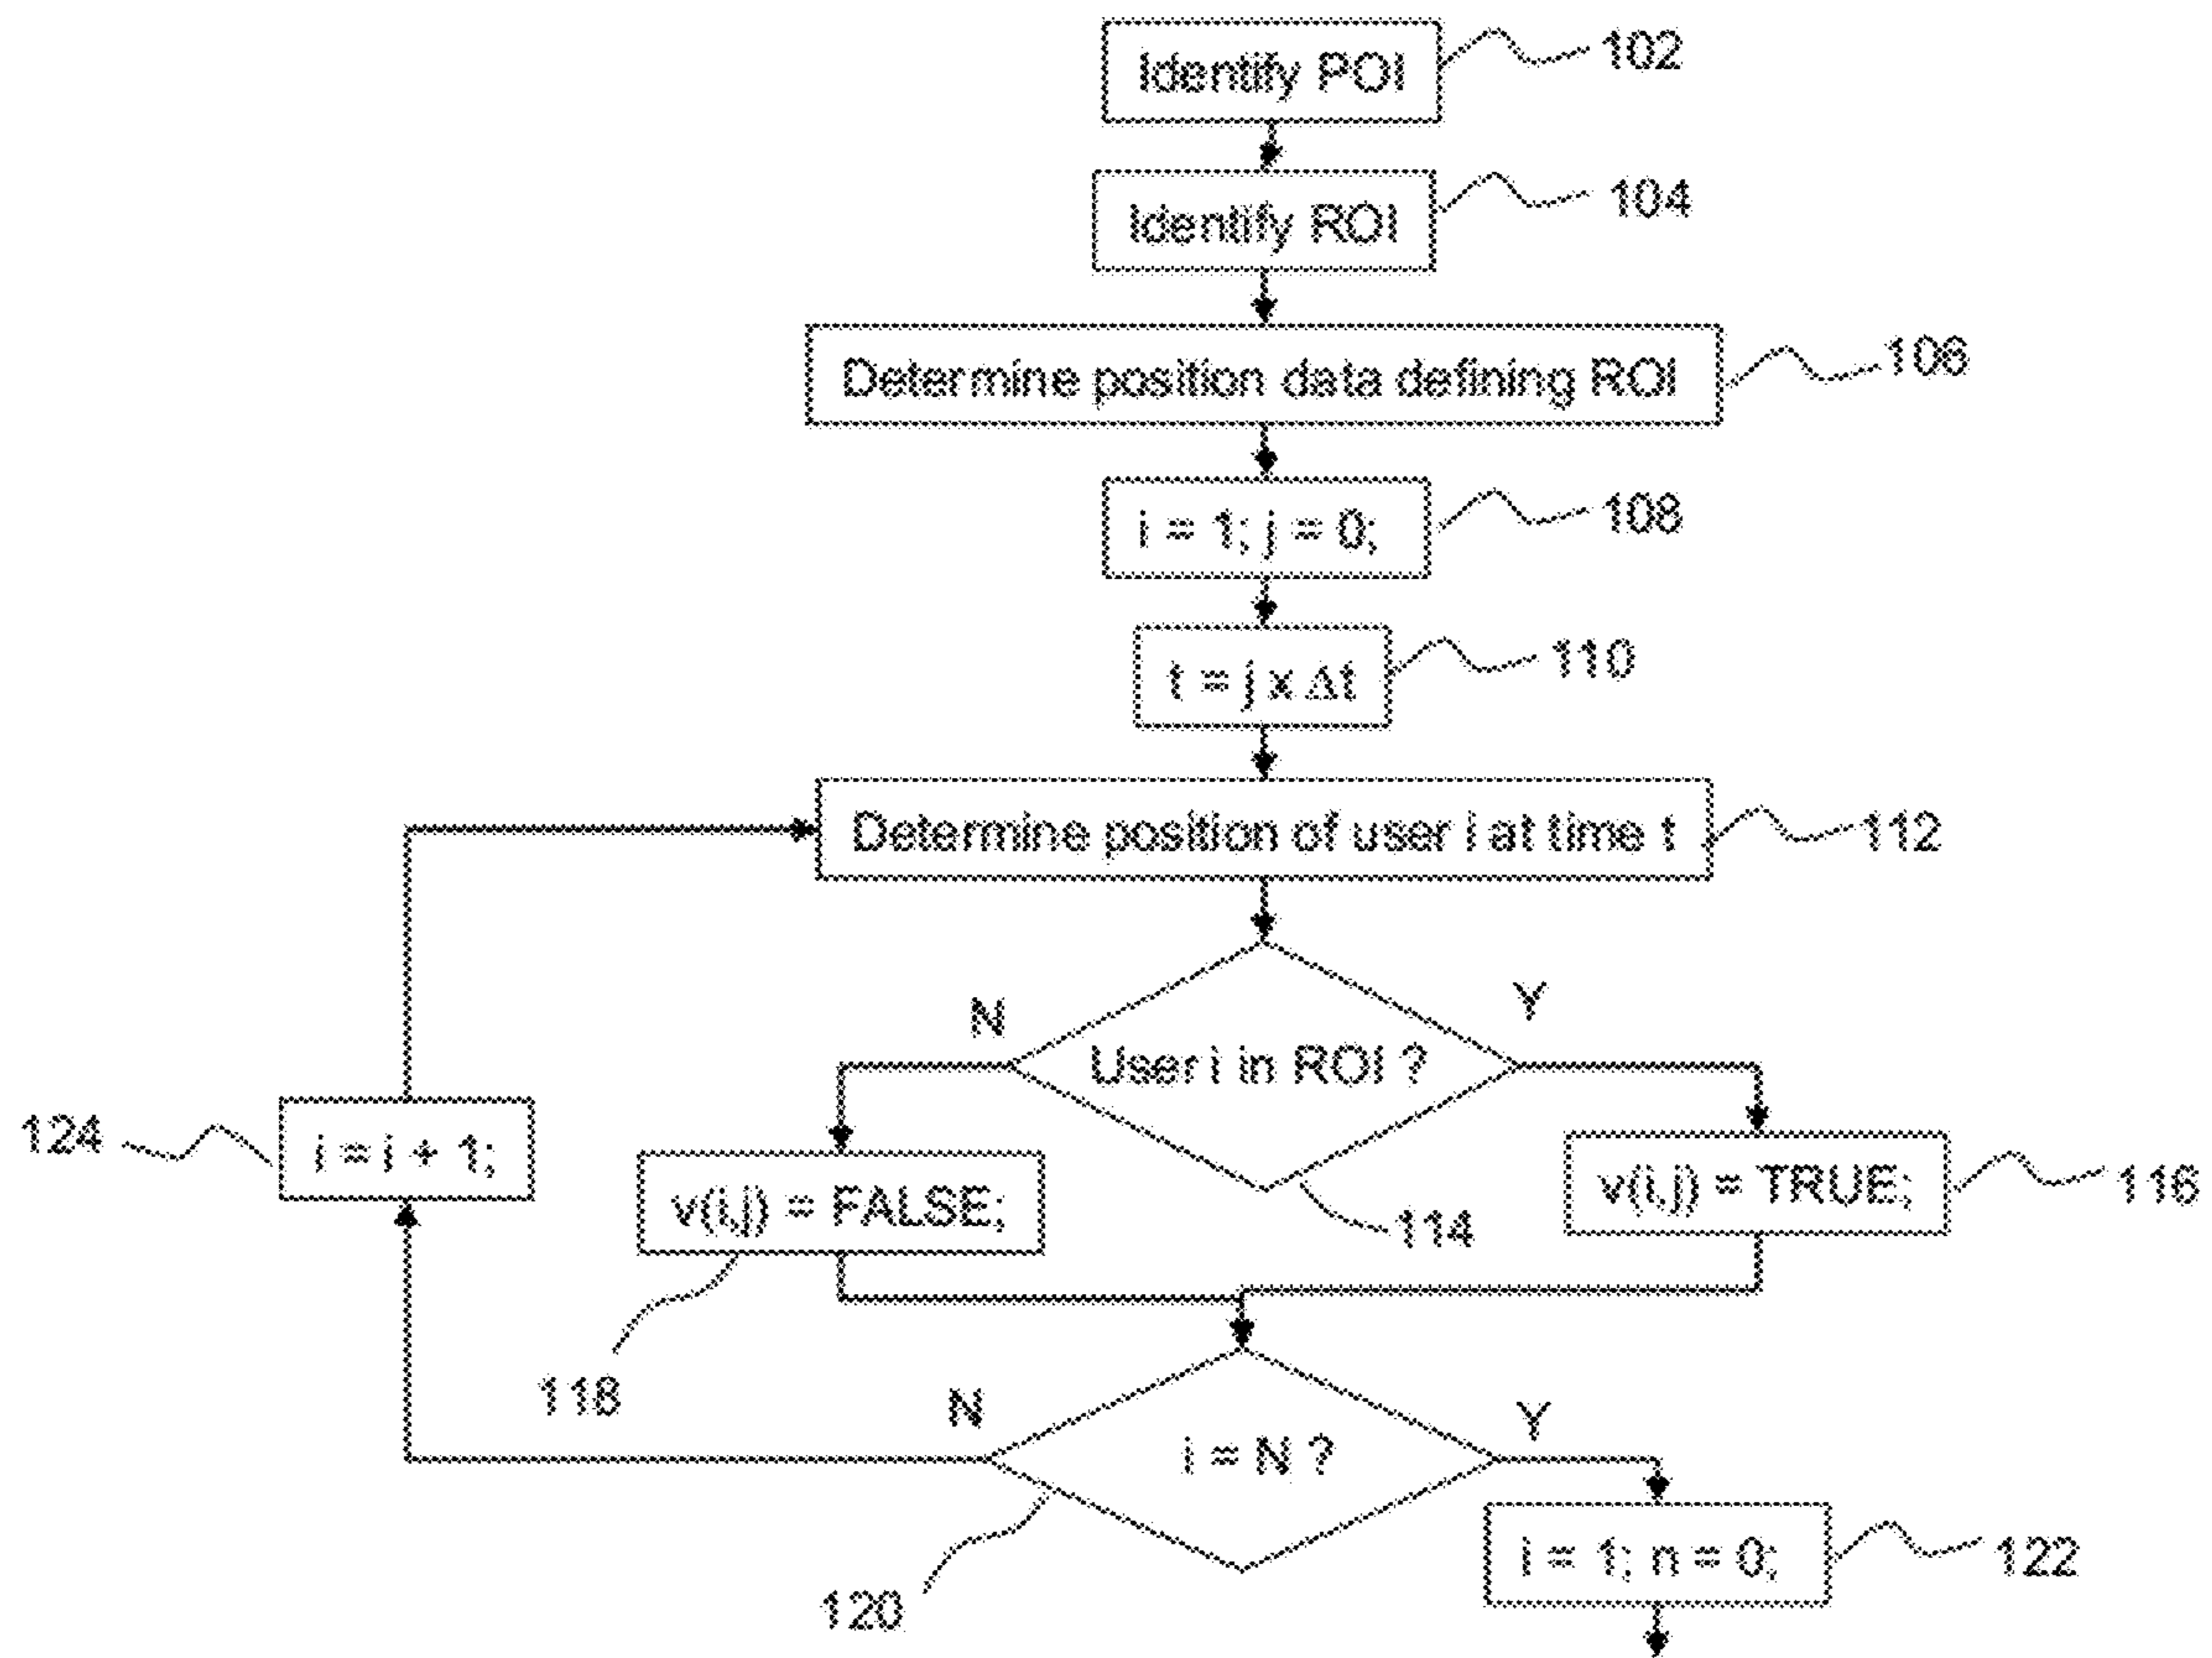 Identify POI
102
Identify ROI
104
Determine position data defining ROI
106
i = 1; j = 0;
108
t = j x Δt
110
Determine position of user i at time t
112
N
Y
User i in ROI ?
114
124
i = i + 1;
v(i,j) = FALSE;
118
v(i,j) = TRUE;
116
N
Y
i = N ?
120
i = 1; n = 0;
122